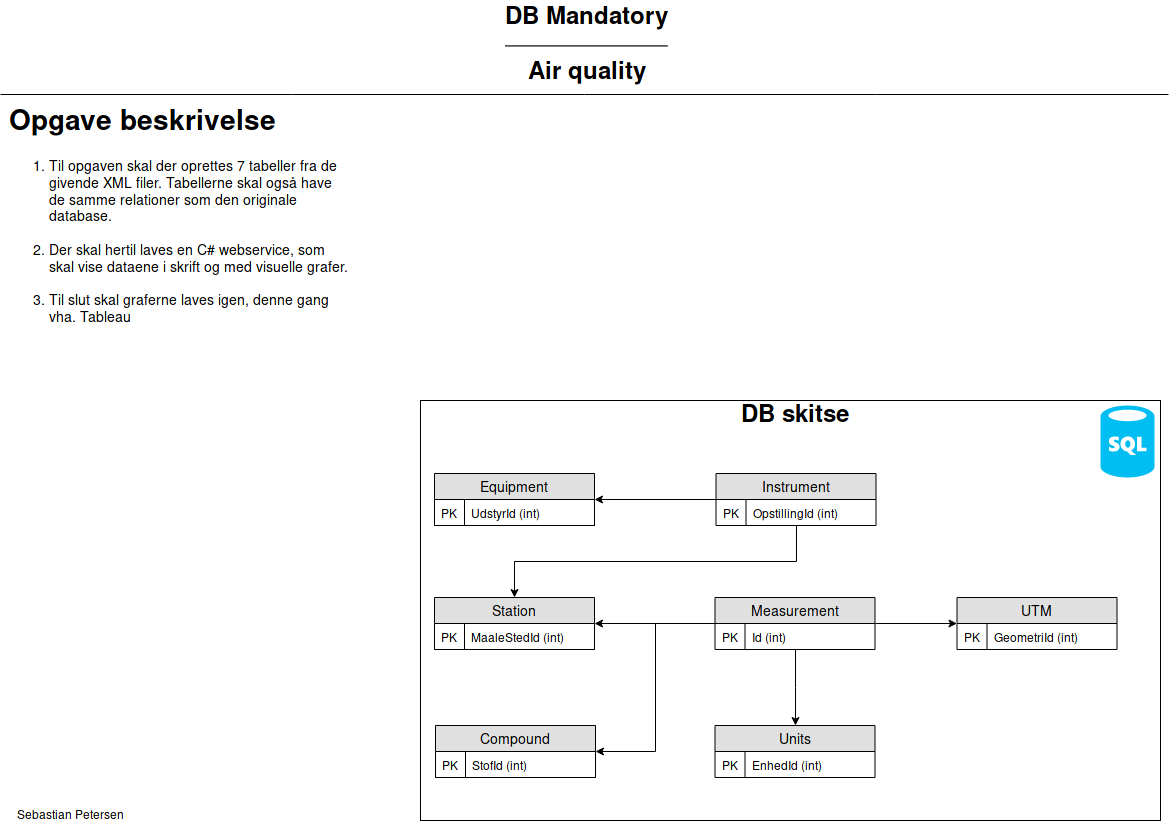 DB Mandatory
Air quality
Opgave beskrivelse
1. Til opgaven skal der oprettes 7 tabeller fra de
givende XML filer. Tabellerne skal også have
de samme relationer som den originale
database.
2. Der skal hertil laves en C# webservice, som
skal vise dataene i skrift og med visuelle grafer.
3. Til slut skal graferne laves igen, denne gang
vha. Tableau
DB skitse
SQL
Equipment
PK UdstyrId (int)
Instrument
PK OpstillingId (int)
Station
PK MaaleStedId (int)
Measurement
PK Id (int)
UTM
PK GeometriId (int)
Compound
PK StofId (int)
Units
PK EnhedId (int)
Sebastian Petersen